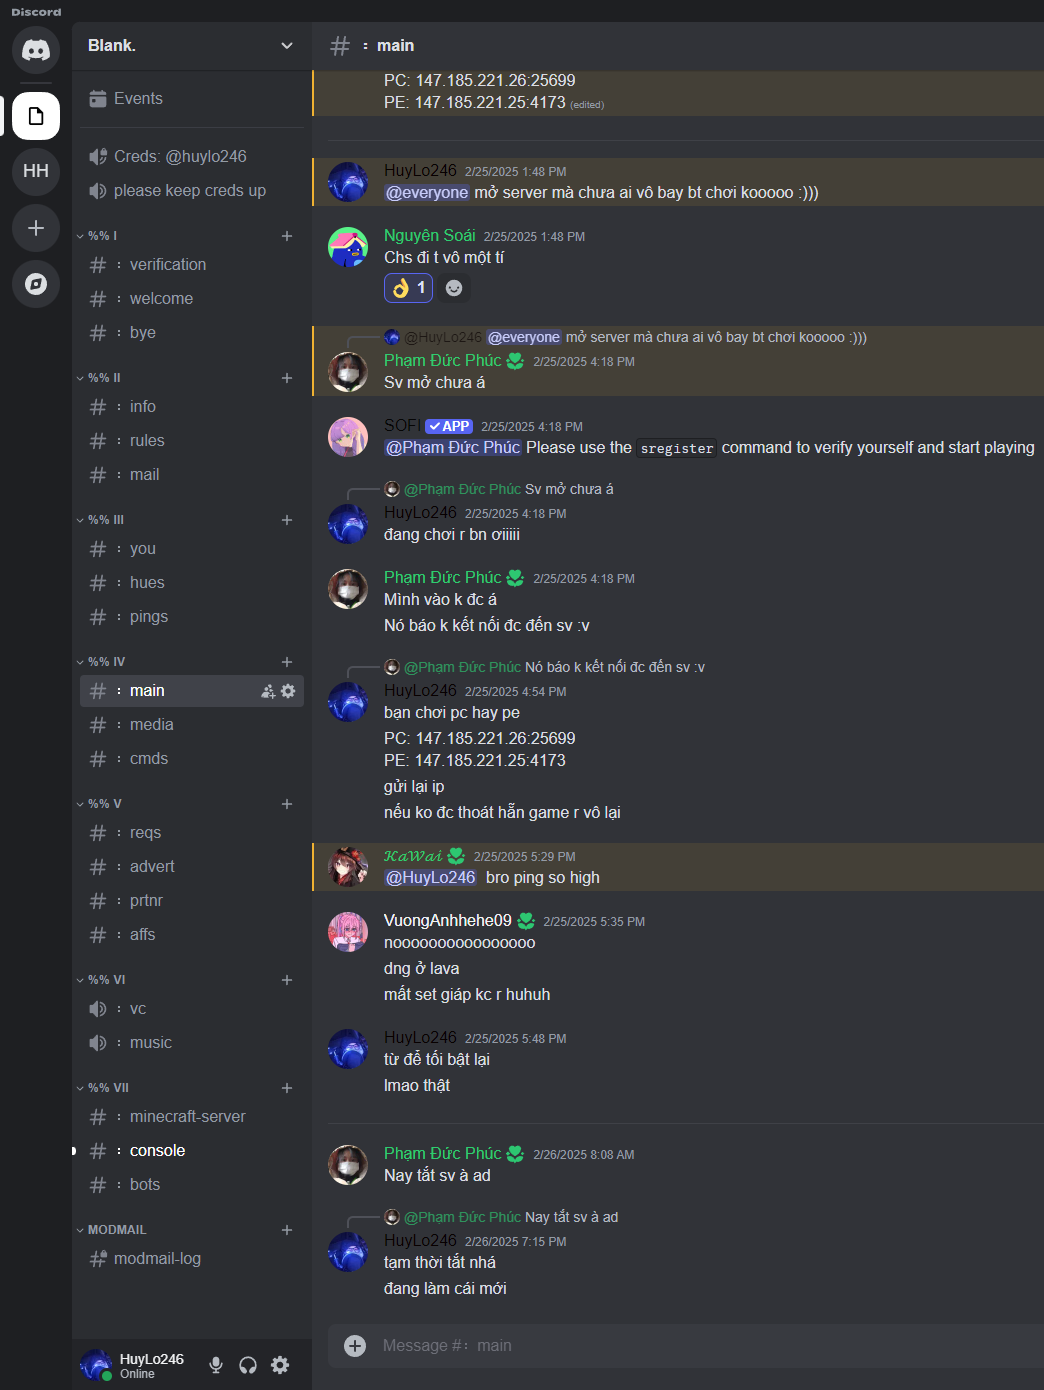 Discord
Blank.
Events
Creds: @huylo246
please keep creds up
%% I
: verification
: welcome
: bye
%% II
: info
: rules
: mail
%% III
: you
: hues
: pings
%% IV
: main
: media
: cmds
%% V
: reqs
: advert
: prtnr
: affs
%% VI
: vc
: music
%% VII
: minecraft-server
: console
: bots
MODMAIL
modmail-log
HH
HuyLo246
Online
: main
PC: 147.185.221.26:25699
PE: 147.185.221.25:4173 (edited)
HuyLo246 2/25/2025 1:48 PM
@everyone mở server mà chưa ai vô bay bt chơi kooooo :)))
Nguyên Soái 2/25/2025 1:48 PM
Chs đi t vô một tí
1
@HuyLo246 @everyone mở server mà chưa ai vô bay bt chơi kooooo :)))
Phạm Đức Phúc 2/25/2025 4:18 PM
Sv mở chưa á
SOFI APP 2/25/2025 4:18 PM
@Phạm Đức Phúc Please use the sregister command to verify yourself and start playing
@Phạm Đức Phúc Sv mở chưa á
HuyLo246 2/25/2025 4:18 PM
đang chơi r bn ơiiiii
Phạm Đức Phúc 2/25/2025 4:18 PM
Mình vào k đc á
Nó báo k kết nối đc đến sv :v
@Phạm Đức Phúc Nó báo k kết nối đc đến sv :v
HuyLo246 2/25/2025 4:54 PM
bạn chơi pc hay pe
PC: 147.185.221.26:25699
PE: 147.185.221.25:4173
gửi lại ip
nếu ko đc thoát hẳn game r vô lại
𝓚𝓪𝓦𝓪𝓲 2/25/2025 5:29 PM
@HuyLo246 bro ping so high
VuongAnhhehe09 2/25/2025 5:35 PM
noooooooooooooooo
dng ở lava
mất set giáp kc r huhuh
HuyLo246 2/25/2025 5:48 PM
từ để tối bật lại
lmao thật
Phạm Đức Phúc 2/26/2025 8:08 AM
Nay tắt sv à ad
@Phạm Đức Phúc Nay tắt sv à ad
HuyLo246 2/26/2025 7:15 PM
tạm thời tắt nhá
đang làm cái mới
Message #: main